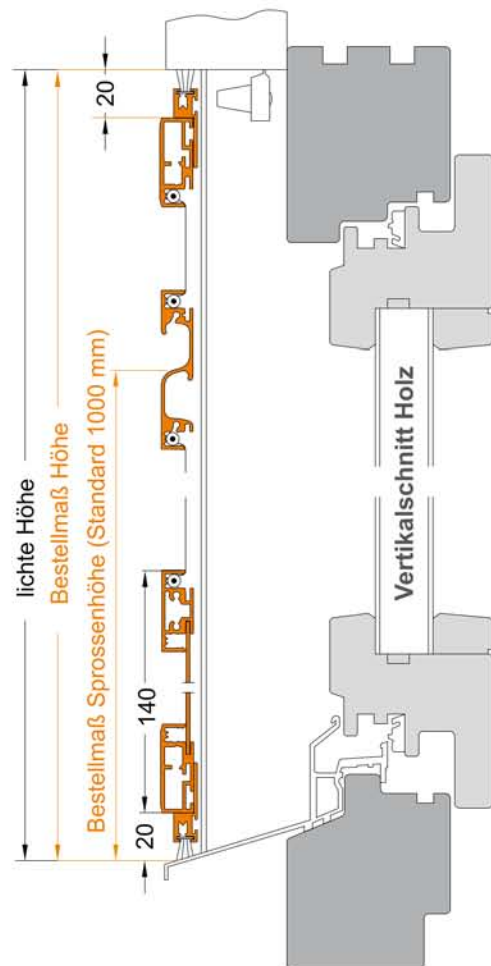 20
lichte Höhe
Bestellmaß Höhe
Bestellmaß Sprossenhöhe (Standard 1000 mm)
140
20
Vertikalschnitt Holz